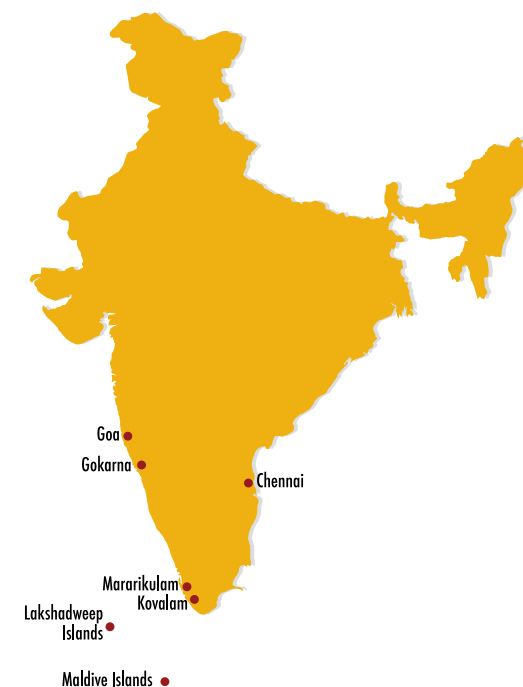 Goa
Gokarna
Chennai
Mararikulam
Kovalam
Lakshadweep
Islands
Maldive Islands